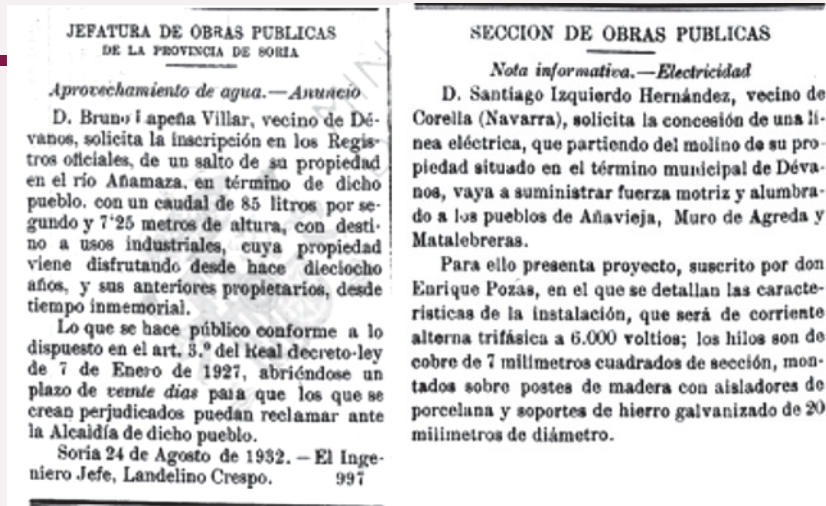 JEFATURA DE OBRAS PUBLICAS
DE LA PROVINCIA DE SORIA
Aprovechamiento de agua.—Anuncio
D. Bruno Lapeña Villar, vecino de Dé-
vanos, solicita la inscripción en los Regis-
tros oficiales, de un salto de su propiedad
en el río Añamaza, en término de dicho
pueblo, con un caudal de 85 litros por se-
gundo y 7'25 metros de altura, con desti-
no a usos industriales, cuya propiedad
viene disfrutando desde hace dieciocho
años, y sus anteriores propietarios, desde
tiempo inmemorial.
Lo que se hace público conforme a lo
dispuesto en el art. 3.º del Real decreto-ley
de 7 de Enero de 1927, abriéndose un
plazo de veinte días para que los que se
crean perjudicados puedan reclamar ante
la Alcaldía de dicho pueblo.
Soria 24 de Agosto de 1932. — El Inge-
niero Jefe, Landelino Crespo. 997
SECCION DE OBRAS PUBLICAS
Nota informativa.—Electricidad
D. Santiago Izquierdo Hernández, vecino de
Corella (Navarra), solicita la concesión de una lí-
nea eléctrica, que partiendo del molino de su pro-
piedad situado en el término municipal de Déva-
nos, vaya a suministrar fuerza motriz y alumbra-
do a los pueblos de Añavieja, Muro de Agreda y
Matalebreras.
Para ello presenta proyecto, suscrito por don
Enrique Pozas, en el que se detallan las caracte-
risticas de la instalación, que será de corriente
alterna trifásica a 6.000 voltios; los hilos son de
cobre de 7 milimetros cuadrados de sección, mon-
tados sobre postes de madera con aisladores de
porcelana y soportes de hierro galvanizado de 20
milimetros de diámetro.